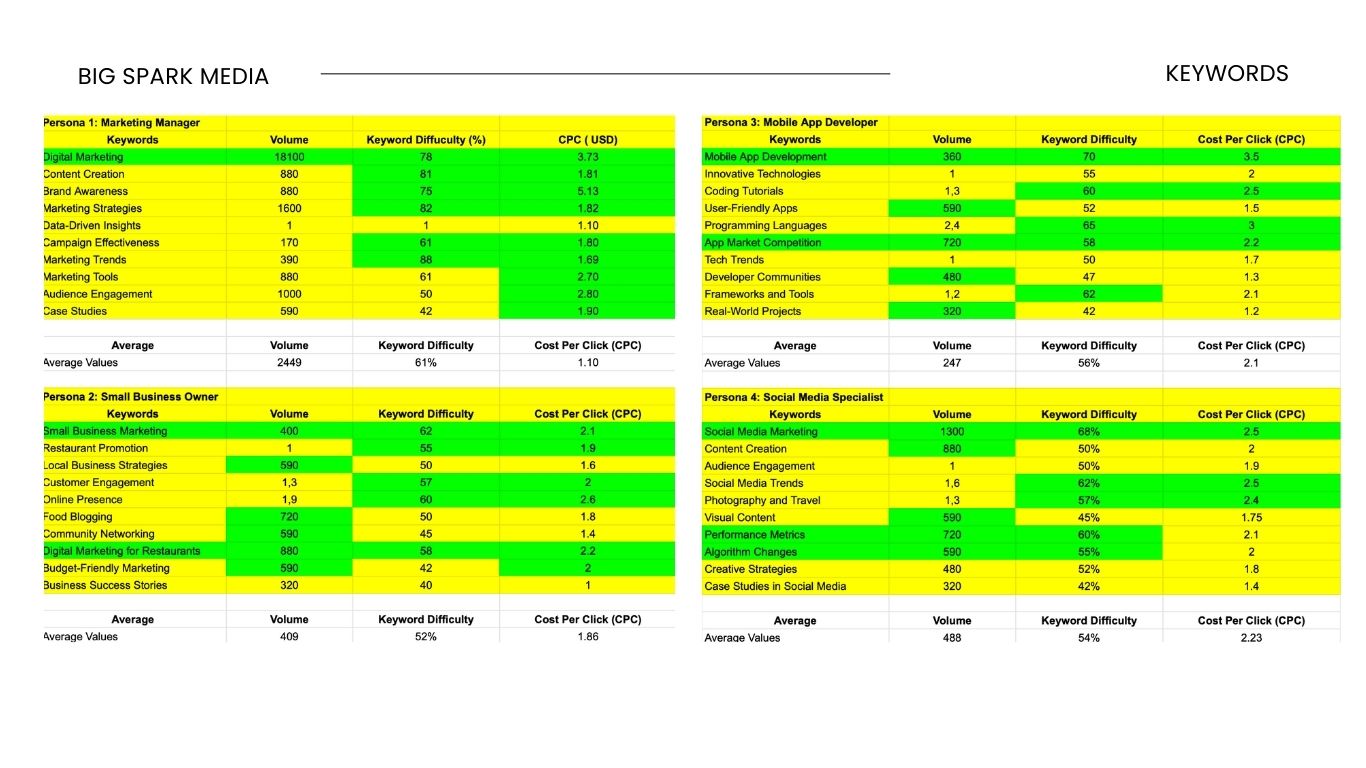 BIG SPARK MEDIA
KEYWORDS
Persona 1: Marketing Manager
Keywords Volume Keyword Diffuculty (%) CPC ( USD)
Digital Marketing 18100 78 3.73
Content Creation 880 81 1.81
Brand Awareness 880 75 5.13
Marketing Strategies 1600 82 1.82
Data-Driven Insights 1 1 1.10
Campaign Effectiveness 170 61 1.80
Marketing Trends 390 88 1.69
Marketing Tools 880 61 2.70
Audience Engagement 1000 50 2.80
Case Studies 590 42 1.90
Average Volume Keyword Difficulty Cost Per Click (CPC)
Average Values 2449 61% 1.10
Persona 2: Small Business Owner
Keywords Volume Keyword Difficulty Cost Per Click (CPC)
Small Business Marketing 400 62 2.1
Restaurant Promotion 1 55 1.9
Local Business Strategies 590 50 1.6
Customer Engagement 1,3 57 2
Online Presence 1,9 60 2.6
Food Blogging 720 50 1.8
Community Networking 590 45 1.4
Digital Marketing for Restaurants 880 58 2.2
Budget-Friendly Marketing 590 42 2
Business Success Stories 320 40 1
Average Volume Keyword Difficulty Cost Per Click (CPC)
Average Values 409 52% 1.86
Persona 3: Mobile App Developer
Keywords Volume Keyword Difficulty Cost Per Click (CPC)
Mobile App Development 360 70 3.5
Innovative Technologies 1 55 2
Coding Tutorials 1,3 60 2.5
User-Friendly Apps 590 52 1.5
Programming Languages 2,4 65 3
App Market Competition 720 58 2.2
Tech Trends 1 50 1.7
Developer Communities 480 47 1.3
Frameworks and Tools 1,2 62 2.1
Real-World Projects 320 42 1.2
Average Volume Keyword Difficulty Cost Per Click (CPC)
Average Values 247 56% 2.1
Persona 4: Social Media Specialist
Keywords Volume Keyword Difficulty Cost Per Click (CPC)
Social Media Marketing 1300 68% 2.5
Content Creation 880 50% 2
Audience Engagement 1 50% 1.9
Social Media Trends 1,6 62% 2.5
Photography and Travel 1,3 57% 2.4
Visual Content 590 45% 1.75
Performance Metrics 720 60% 2.1
Algorithm Changes 590 55% 2
Creative Strategies 480 52% 1.8
Case Studies in Social Media 320 42% 1.4
Average Volume Keyword Difficulty Cost Per Click (CPC)
Average Values 488 54% 2.23